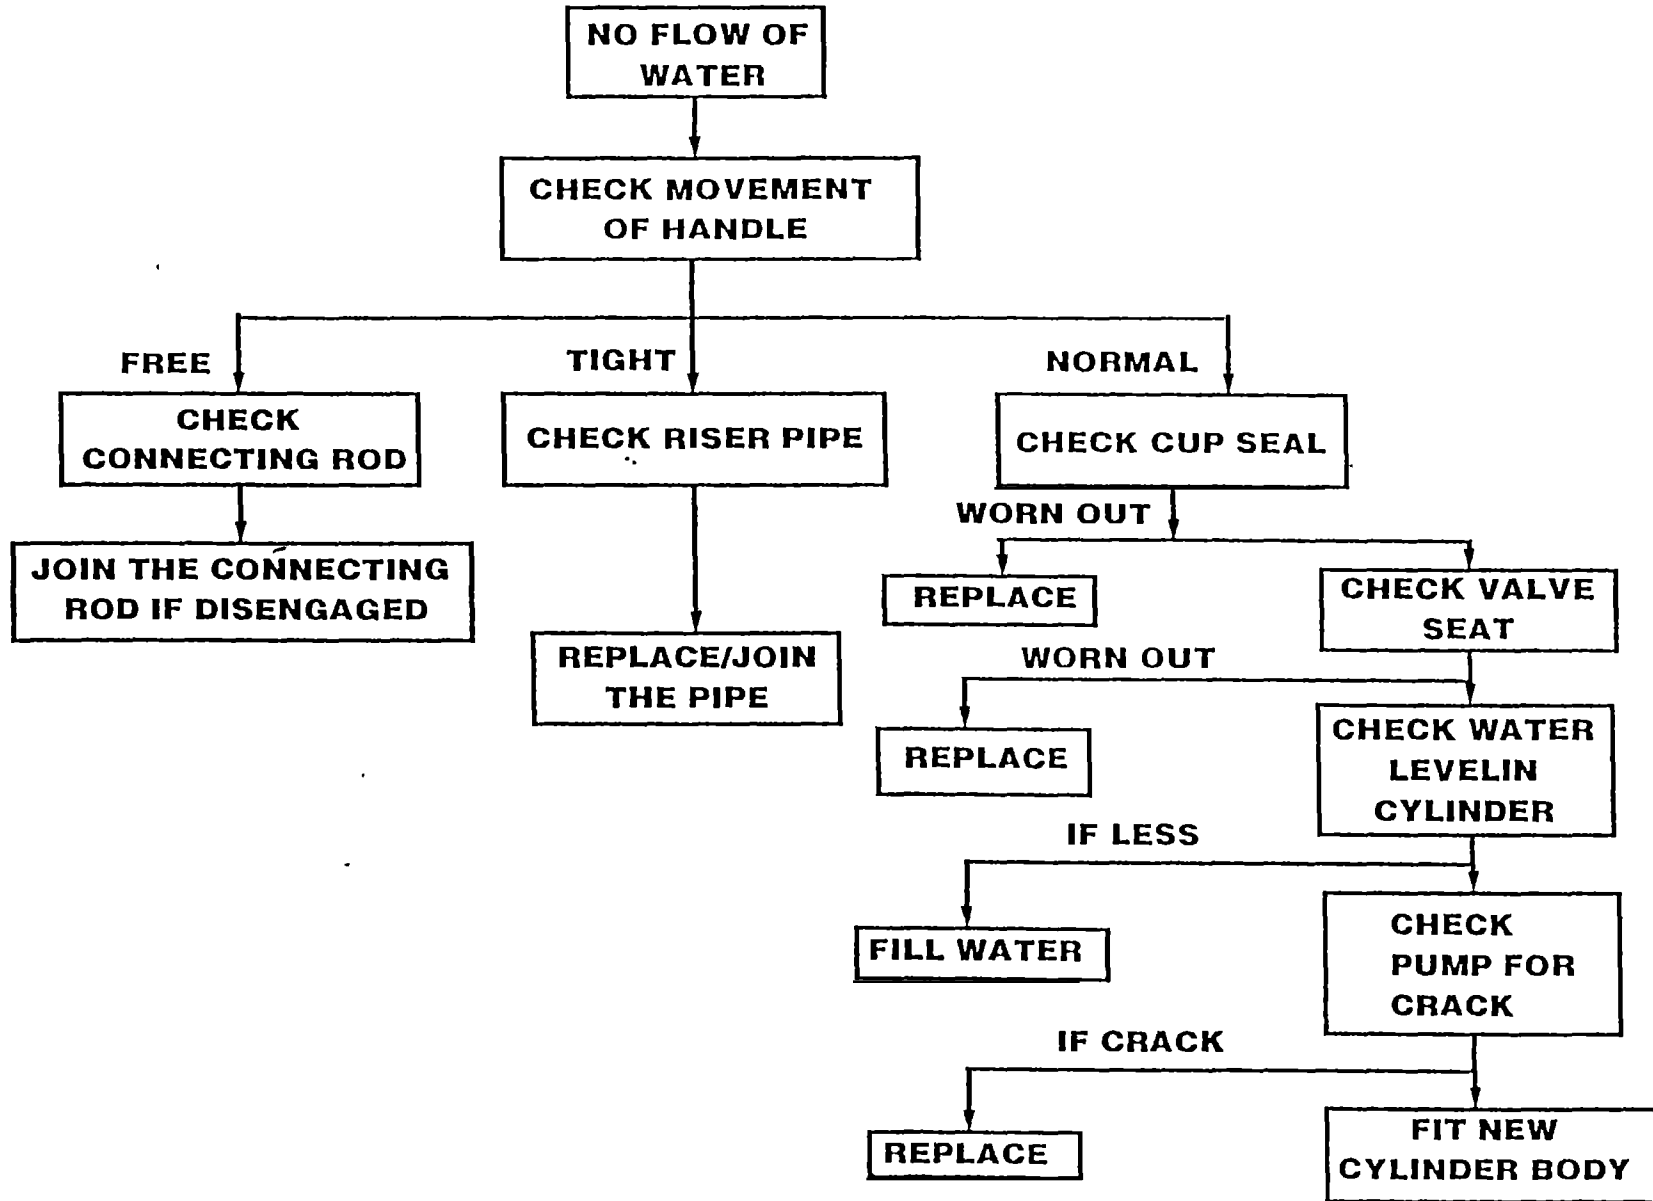 NO FLOW OF
WATER
CHECK MOVEMENT
OF HANDLE
FREE
TIGHT
NORMAL
CHECK
CONNECTING ROD
CHECK RISER PIPE
CHECK CUP SEAL
WORN OUT
JOIN THE CONNECTING
ROD IF DISENGAGED
REPLACE
CHECK VALVE
SEAT
REPLACE/JOIN
THE PIPE
WORN OUT
REPLACE
CHECK WATER
LEVELIN
CYLINDER
IF LESS
FILL WATER
CHECK
PUMP FOR
CRACK
IF CRACK
REPLACE
FIT NEW
CYLINDER BODY